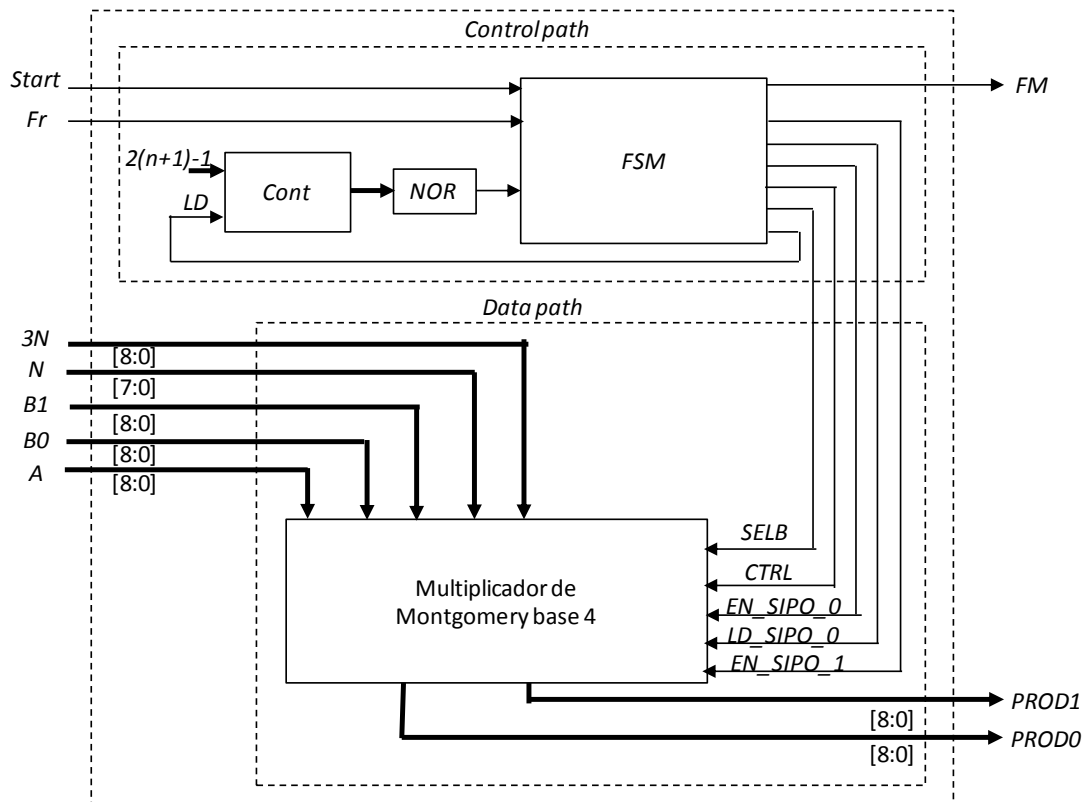 Control path
Start
FM
Fr
2(n+1)-1
FSM
Cont
NOR
LD
Data path
3N
[8:0]
N
[7:0]
B1
[8:0]
B0
[8:0]
A
[8:0]
SELB
CTRL
Multiplicador de
Montgomery base 4
EN_SIPO_0
LD_SIPO_0
EN_SIPO_1
PROD1
[8:0]
PROD0
[8:0]